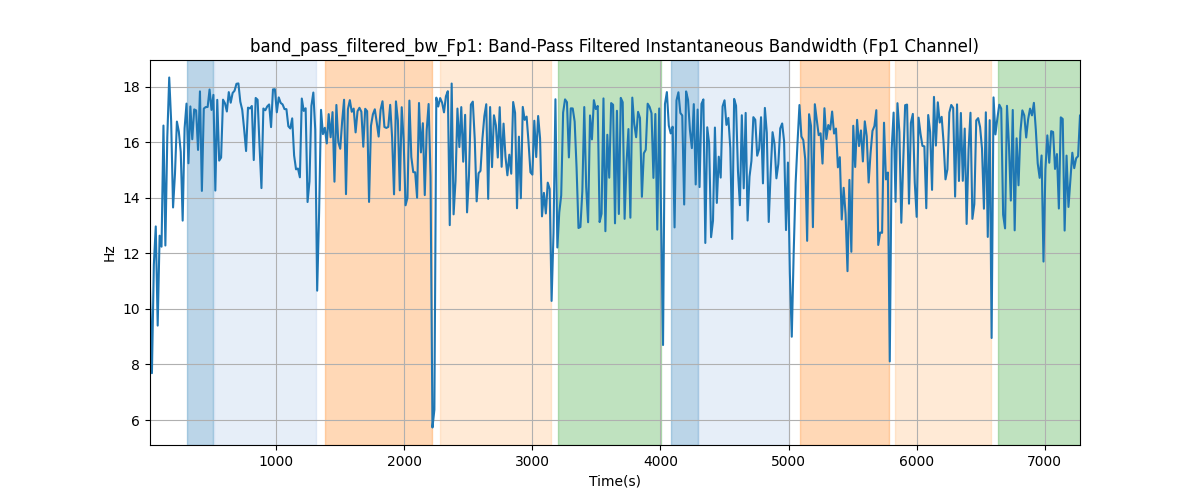 band_pass_filtered_bw_Fp1: Band-Pass Filtered Instantaneous Bandwidth (Fp1 Channel)
18
16
14
12
10
8
6
Hz
1000 2000 3000 4000 5000 6000 7000
Time(s)